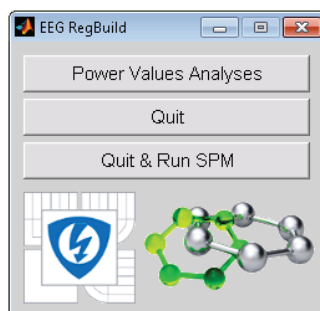 EEG RegBuild
Power Values Analyses
Quit
Quit & Run SPM